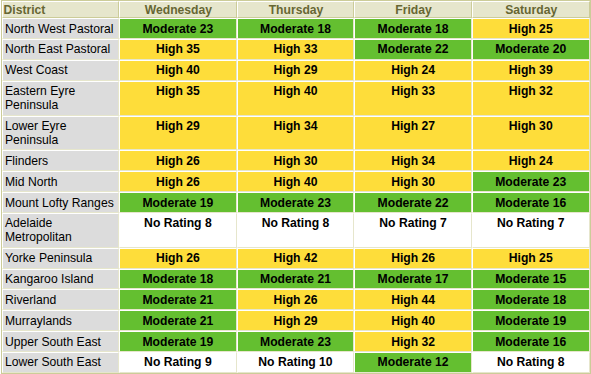 District Wednesday Thursday Friday Saturday
North West Pastoral Moderate 23 Moderate 18 Moderate 18 High 25
North East Pastoral High 35 High 33 Moderate 22 Moderate 20
West Coast High 40 High 29 High 24 High 39
Eastern Eyre High 35 High 40 High 33 High 32
Peninsula
Lower Eyre High 29 High 34 High 27 High 30
Peninsula
Flinders High 26 High 30 High 34 High 24
Mid North High 26 High 40 High 30 Moderate 23
Mount Lofty Ranges Moderate 19 Moderate 23 Moderate 22 Moderate 16
Adelaide No Rating 8 No Rating 8 No Rating 7 No Rating 7
Metropolitan
Yorke Peninsula High 26 High 42 High 26 High 25
Kangaroo Island Moderate 18 Moderate 21 Moderate 17 Moderate 15
Riverland Moderate 21 High 26 High 44 Moderate 18
Murraylands Moderate 21 High 29 High 40 Moderate 19
Upper South East Moderate 19 Moderate 23 High 32 Moderate 16
Lower South East No Rating 9 No Rating 10 Moderate 12 No Rating 8